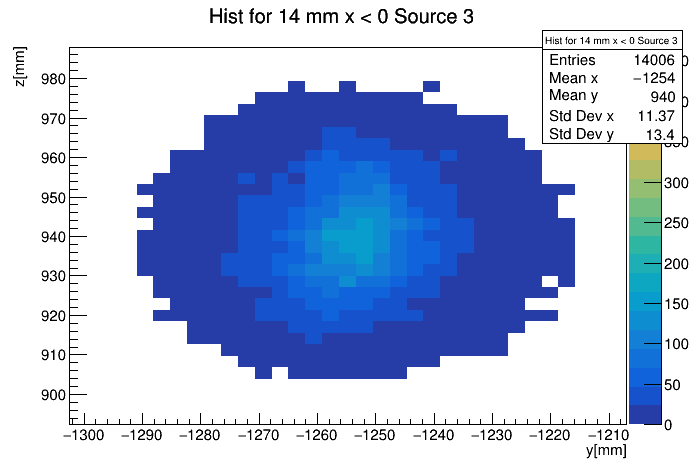 Hist for 14 mm x < 0 Source 3
Hist for 14 mm x < 0 Source 3
Entries 14006
Mean x −1254
Mean y 940
Std Dev x 11.37
Std Dev y 13.4
z[mm]
980
970
960
950
940
930
920
910
900
−1300 −1290 −1280 −1270 −1260 −1250 −1240 −1230 −1220 −1210
y[mm]
300
250
200
150
100
50
0